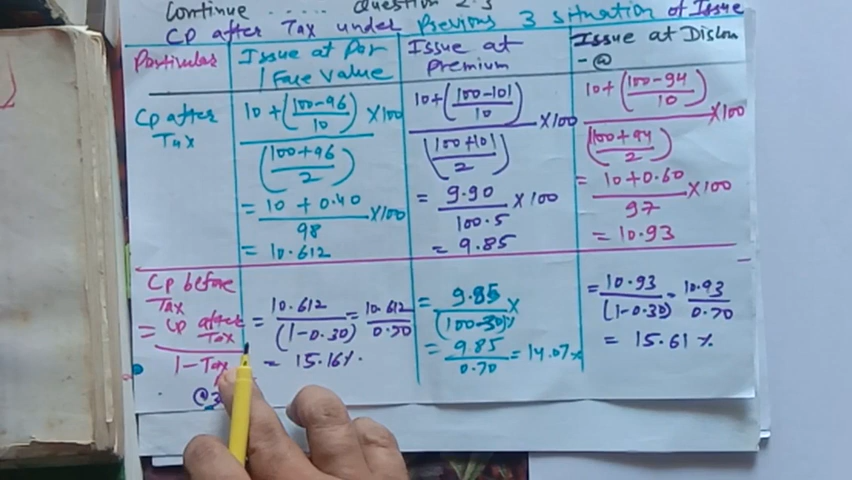 Continue ..... Question 2.3
CP after Tax under Previous 3 situation of Issue
Particular
Issue at Par
/ Face Value
Issue at
Premium
Issue at Discou
- @
Cp after
Tax
10 + (100-96/10) X100
(100+96/2)
= 10 + 0.40 X100
98
= 10.612
10+(100-101/10) X100
(100+101/2)
= 9.90 X 100
100.5
= 9.85
10+(100-94/10) X100
(100+94/2)
= 10+0.60 X100
97
= 10.93
Cp before
Tax
= Cp after
Tax
1-Tax
@3
= 10.612 = 10.612
(1-0.30) 0.70
= 15.16%.
= 9.85 X
(100-30)%
= 9.85 = 14.07%
0.70
= 10.93 = 10.93
(1-0.30) 0.70
= 15.61 %.